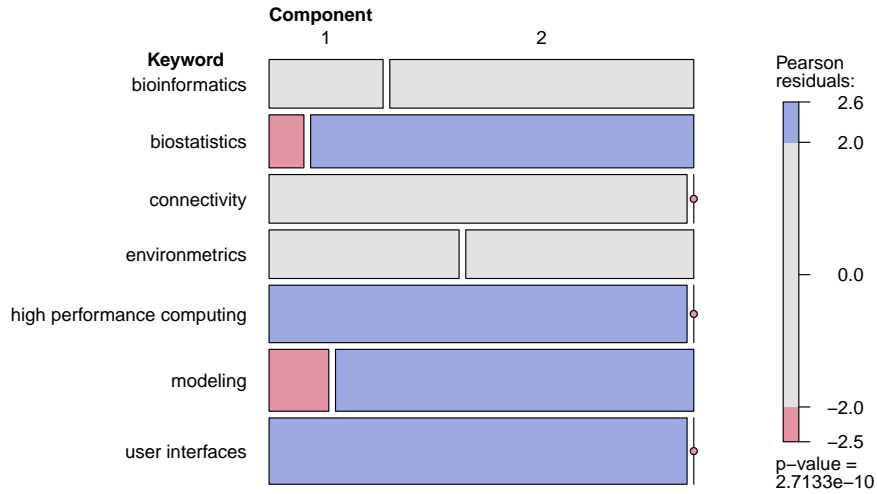 Component
1 2
Keyword
bioinformatics
biostatistics
connectivity
environmetrics
high performance computing
modeling
user interfaces
Pearson
residuals:
2.6
2.0
0.0
−2.0
−2.5
p−value =
2.7133e−10